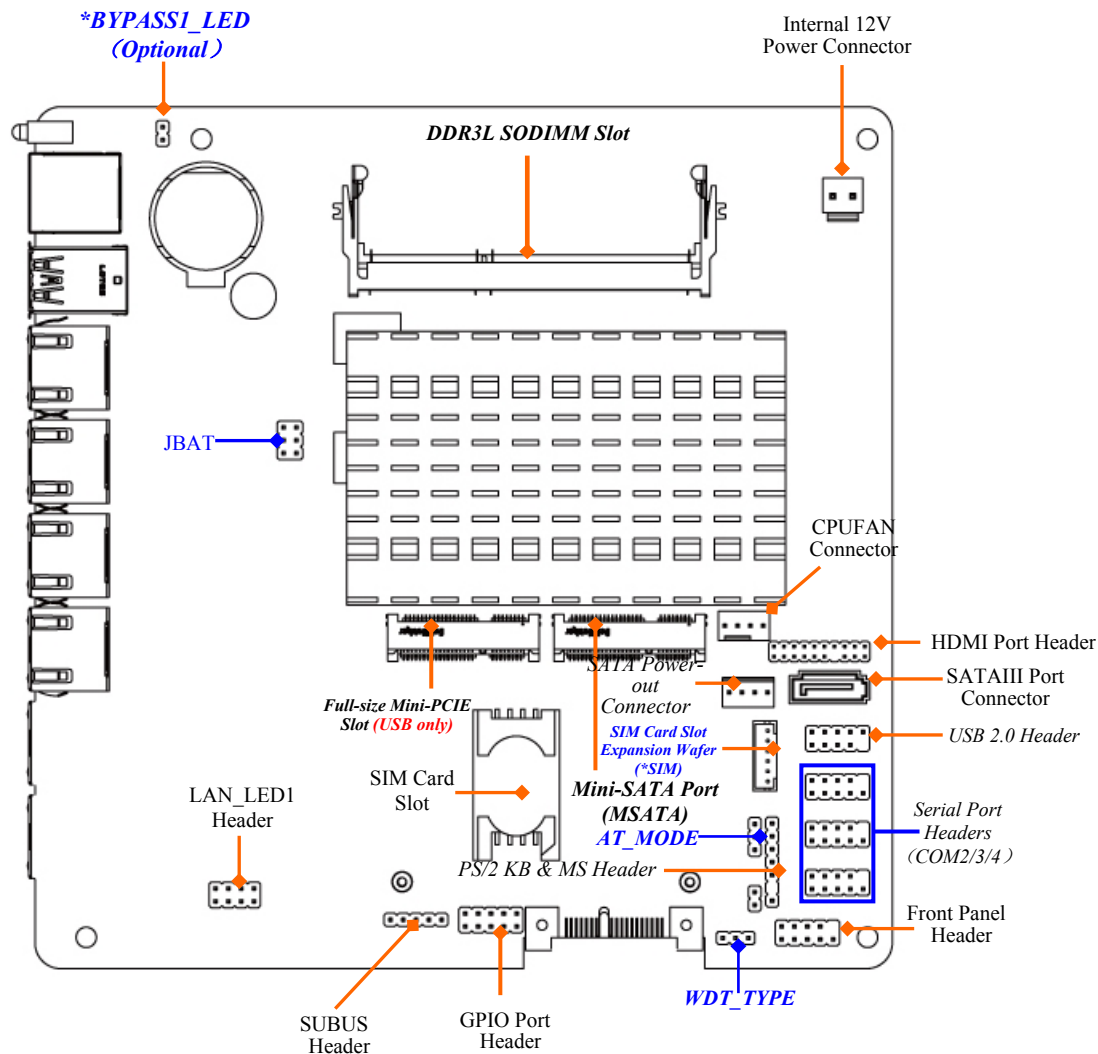 *BYPASS1_LED
（Optional）
Internal 12V
Power Connector
DDR3L SODIMM Slot
JBAT
CPUFAN
Connector
HDMI Port Header
SATA Power-
out
Connector
SATAIII Port
Connector
Full-size Mini-PCIE
Slot (USB only)
SIM Card Slot
Expansion Wafer
(*SIM)
USB 2.0 Header
SIM Card
Slot
Mini-SATA Port
(MSATA)
LAN_LED1
Header
AT_MODE
Serial Port
Headers
（COM2/3/4）
PS/2 KB & MS Header
Front Panel
Header
WDT_TYPE
SUBUS
Header
GPIO Port
Header